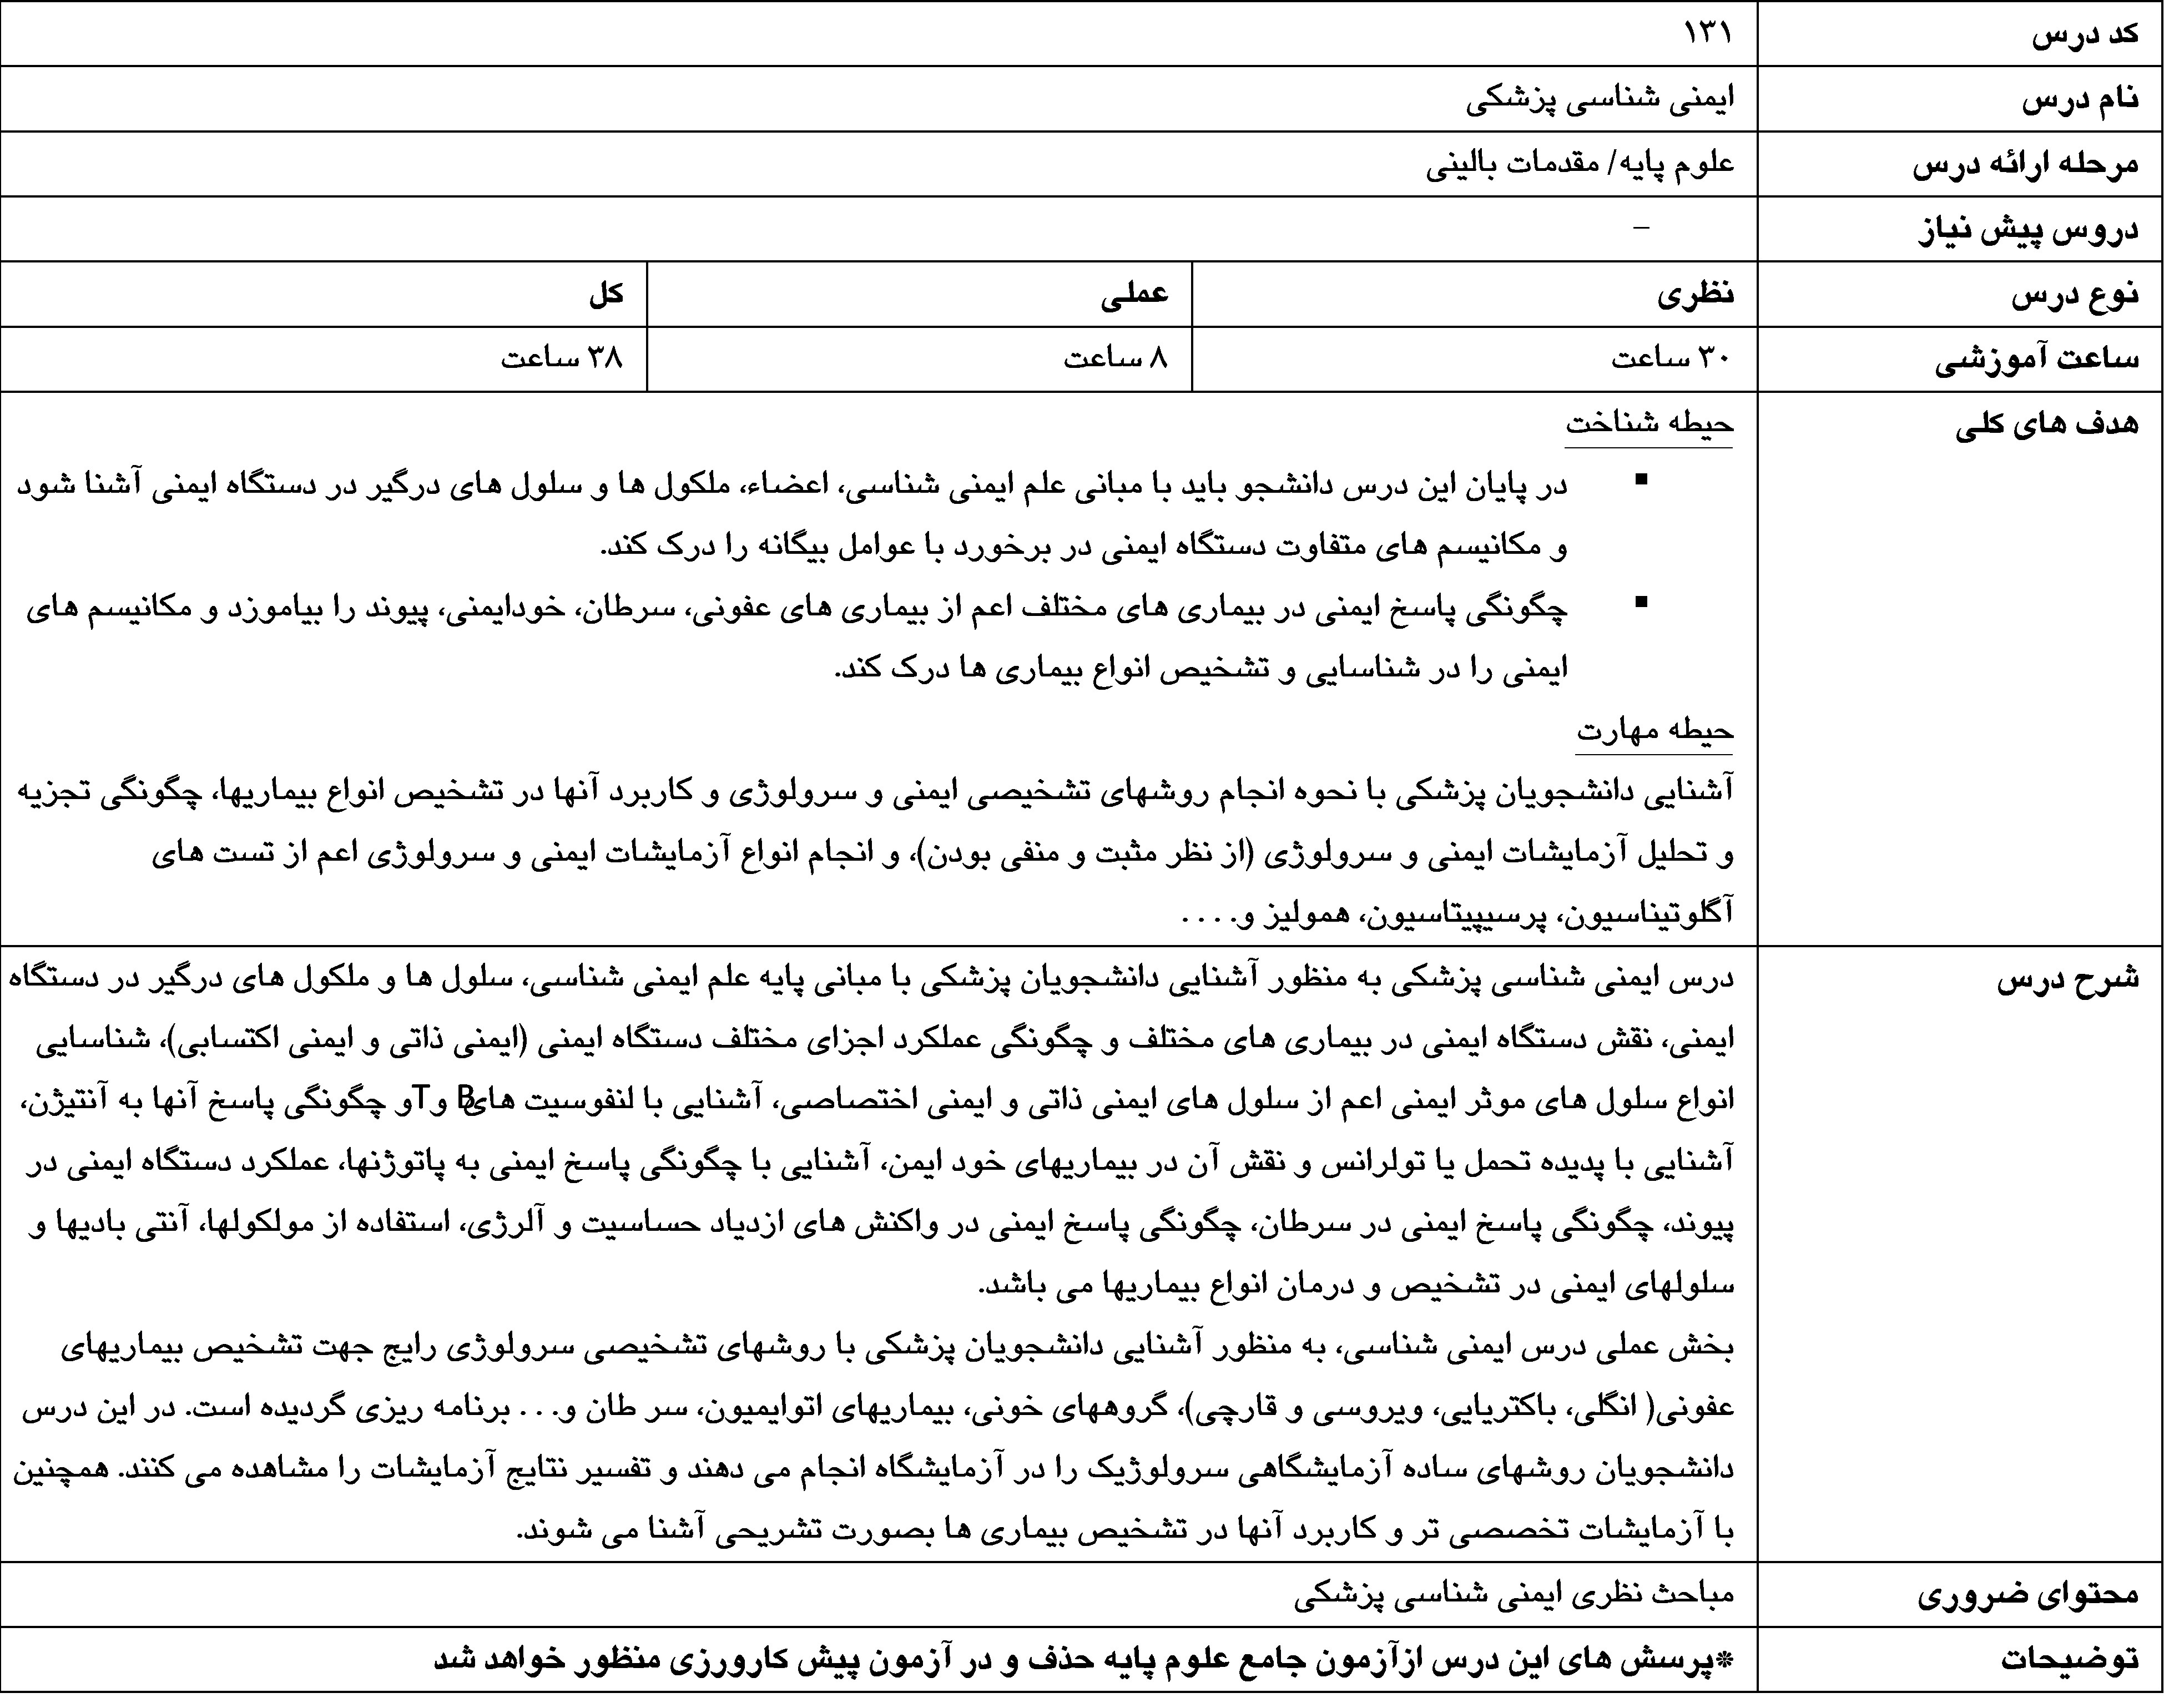 کد درس ۱۳۱
نام درس ایمنی شناسی پزشکی
مرحله ارائه درس علوم پایه/ مقدمات بالینی
دروس پیش نیاز –
نوع درس نظری عملی کل
ساعت آموزشی ۳۰ ساعت ۸ ساعت ۳۸ ساعت
هدف های کلی حیطه شناخت
▪ در پایان این درس دانشجو باید با مبانی علم ایمنی شناسی، اعضاء، ملکول ها و سلول های درگیر در دستگاه ایمنی آشنا شود
و مکانیسم های متفاوت دستگاه ایمنی در برخورد با عوامل بیگانه را درک کند.
▪ چگونگی پاسخ ایمنی در بیماری های مختلف اعم از بیماری های عفونی، سرطان، خودایمنی، پیوند را بیاموزد و مکانیسم های
ایمنی را در شناسایی و تشخیص انواع بیماری ها درک کند.
حیطه مهارت
آشنایی دانشجویان پزشکی با نحوه انجام روشهای تشخیصی ایمنی و سرولوژی و کاربرد آنها در تشخیص انواع بیماریها، چگونگی تجزیه
و تحلیل آزمایشات ایمنی و سرولوژی (از نظر مثبت و منفی بودن)، و انجام انواع آزمایشات ایمنی و سرولوژی اعم از تست های
آگلوتیناسیون، پرسیپیتاسیون، همولیز و. . . .
شرح درس درس ایمنی شناسی پزشکی به منظور آشنایی دانشجویان پزشکی با مبانی پایه علم ایمنی شناسی، سلول ها و ملکول های درگیر در دستگاه
ایمنی، نقش دستگاه ایمنی در بیماری های مختلف و چگونگی عملکرد اجزای مختلف دستگاه ایمنی (ایمنی ذاتی و ایمنی اکتسابی)، شناسایی
انواع سلول های موثر ایمنی اعم از سلول های ایمنی ذاتی و ایمنی اختصاصی، آشنایی با لنفوسیت های B و T و چگونگی پاسخ آنها به آنتیژن،
آشنایی با پدیده تحمل یا تولرانس و نقش آن در بیماریهای خود ایمن، آشنایی با چگونگی پاسخ ایمنی به پاتوژنها، عملکرد دستگاه ایمنی در
پیوند، چگونگی پاسخ ایمنی در سرطان، چگونگی پاسخ ایمنی در واکنش های ازدیاد حساسیت و آلرژی، استفاده از مولکولها، آنتی بادیها و
سلولهای ایمنی در تشخیص و درمان انواع بیماریها می باشد.
بخش عملی درس ایمنی شناسی، به منظور آشنایی دانشجویان پزشکی با روشهای تشخیصی سرولوژی رایج جهت تشخیص بیماریهای
عفونی( انگلی، باکتریایی، ویروسی و قارچی)، گروههای خونی، بیماریهای اتوایمیون، سر طان و. . . برنامه ریزی گردیده است. در این درس
دانشجویان روشهای ساده آزمایشگاهی سرولوژیک را در آزمایشگاه انجام می دهند و تفسیر نتایج آزمایشات را مشاهده می کنند. همچنین
با آزمایشات تخصصی تر و کاربرد آنها در تشخیص بیماری ها بصورت تشریحی آشنا می شوند.
محتوای ضروری مباحث نظری ایمنی شناسی پزشکی
توضیحات *پرسش های این درس ازآزمون جامع علوم پایه حذف و در آزمون پیش کارورزی منظور خواهد شد